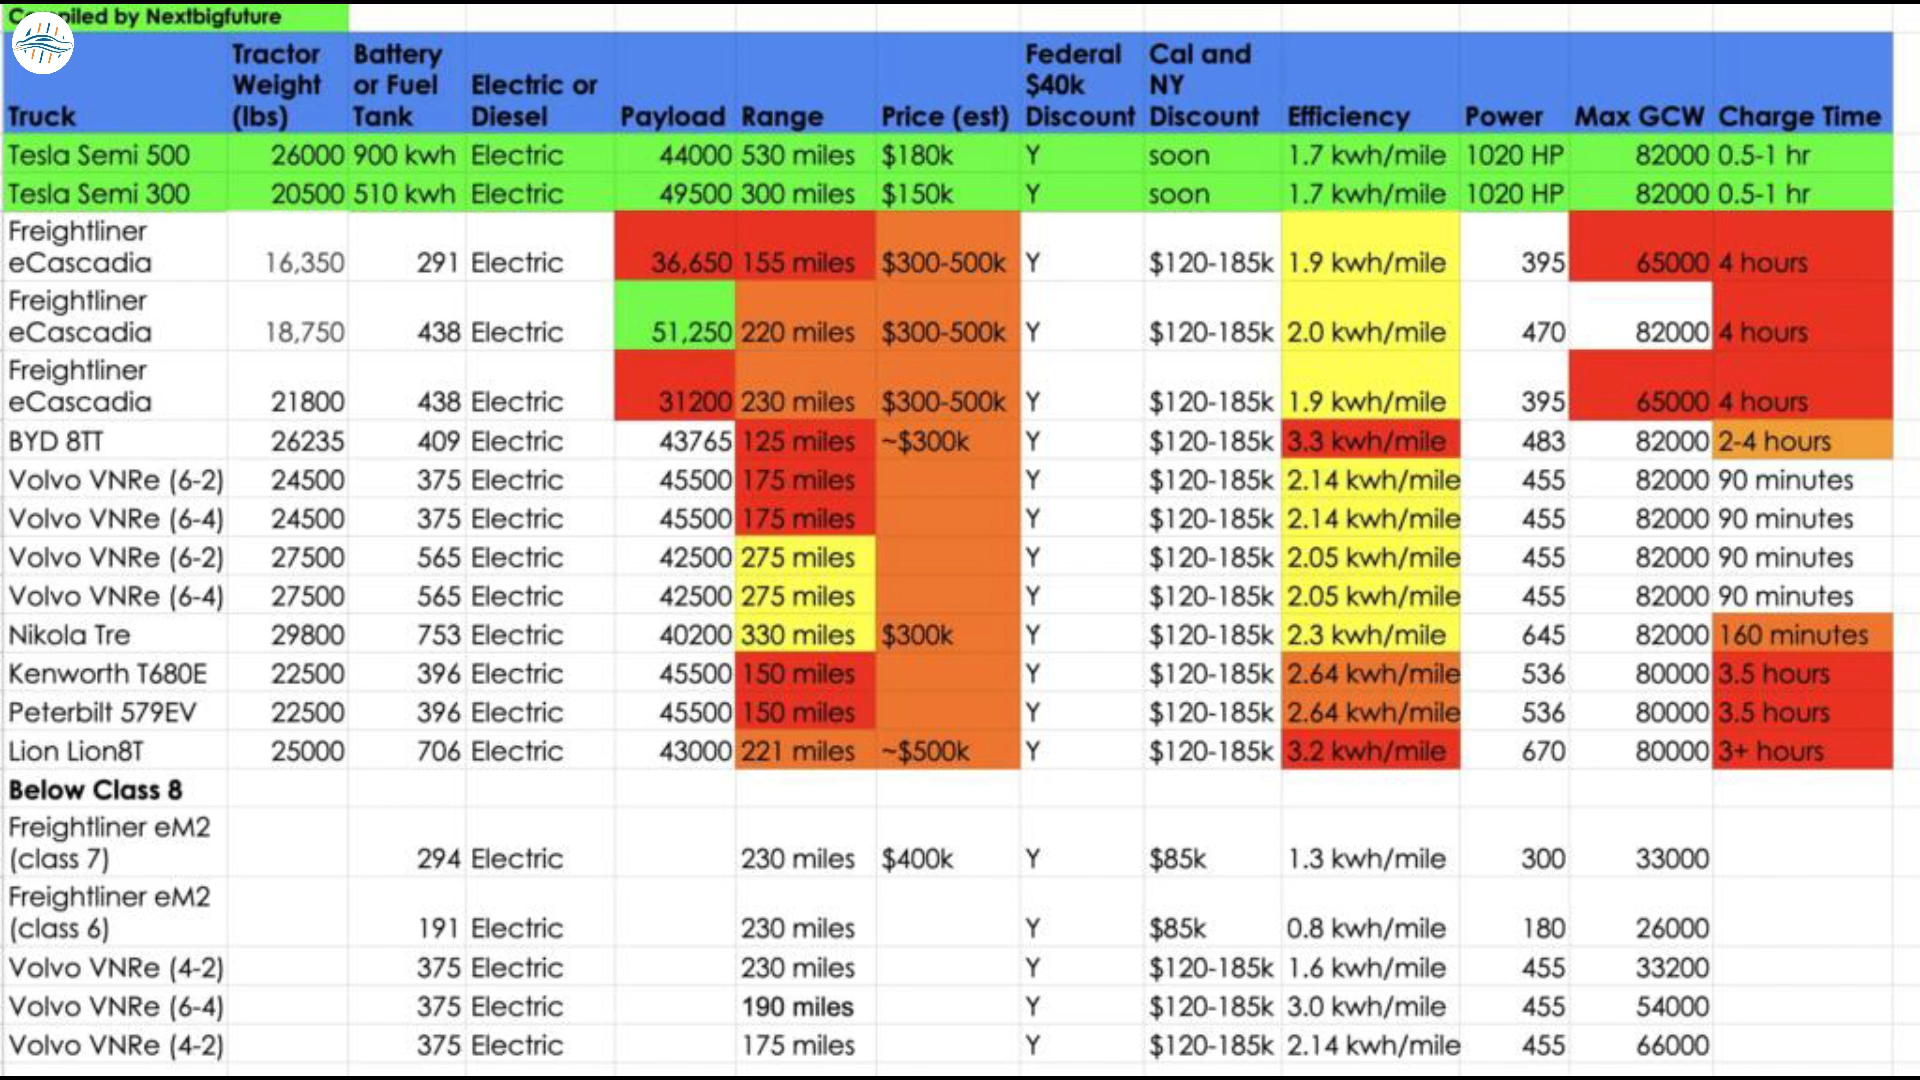 Compiled by Nextbigfuture
Truck Tractor Weight (lbs) Battery or Fuel Tank Electric or Diesel Payload Range Price (est) Federal $40k Discount Cal and NY Discount Efficiency Power Max GCW Charge Time
Tesla Semi 500 26000 900 kwh Electric 44000 530 miles $180k Y soon 1.7 kwh/mile 1020 HP 82000 0.5-1 hr
Tesla Semi 300 20500 510 kwh Electric 49500 300 miles $150k Y soon 1.7 kwh/mile 1020 HP 82000 0.5-1 hr
Freightliner eCascadia 16,350 291 Electric 36,650 155 miles $300-500k Y $120-185k 1.9 kwh/mile 395 65000 4 hours
Freightliner eCascadia 18,750 438 Electric 51,250 220 miles $300-500k Y $120-185k 2.0 kwh/mile 470 82000 4 hours
Freightliner eCascadia 21800 438 Electric 31200 230 miles $300-500k Y $120-185k 1.9 kwh/mile 395 65000 4 hours
BYD 8TT 26235 409 Electric 43765 125 miles ~$300k Y $120-185k 3.3 kwh/mile 483 82000 2-4 hours
Volvo VNRe (6-2) 24500 375 Electric 45500 175 miles Y $120-185k 2.14 kwh/mile 455 82000 90 minutes
Volvo VNRe (6-4) 24500 375 Electric 45500 175 miles Y $120-185k 2.14 kwh/mile 455 82000 90 minutes
Volvo VNRe (6-2) 27500 565 Electric 42500 275 miles Y $120-185k 2.05 kwh/mile 455 82000 90 minutes
Volvo VNRe (6-4) 27500 565 Electric 42500 275 miles Y $120-185k 2.05 kwh/mile 455 82000 90 minutes
Nikola Tre 29800 753 Electric 40200 330 miles $300k Y $120-185k 2.3 kwh/mile 645 82000 160 minutes
Kenworth T680E 22500 396 Electric 45500 150 miles Y $120-185k 2.64 kwh/mile 536 80000 3.5 hours
Peterbilt 579EV 22500 396 Electric 45500 150 miles Y $120-185k 2.64 kwh/mile 536 80000 3.5 hours
Lion Lion8T 25000 706 Electric 43000 221 miles ~$500k Y $120-185k 3.2 kwh/mile 670 80000 3+ hours
Below Class 8
Freightliner eM2 (class 7) 294 Electric 230 miles $400k Y $85k 1.3 kwh/mile 300 33000
Freightliner eM2 (class 6) 191 Electric 230 miles Y $85k 0.8 kwh/mile 180 26000
Volvo VNRe (4-2) 375 Electric 230 miles Y $120-185k 1.6 kwh/mile 455 33200
Volvo VNRe (6-4) 375 Electric 190 miles Y $120-185k 3.0 kwh/mile 455 54000
Volvo VNRe (4-2) 375 Electric 175 miles Y $120-185k 2.14 kwh/mile 455 66000